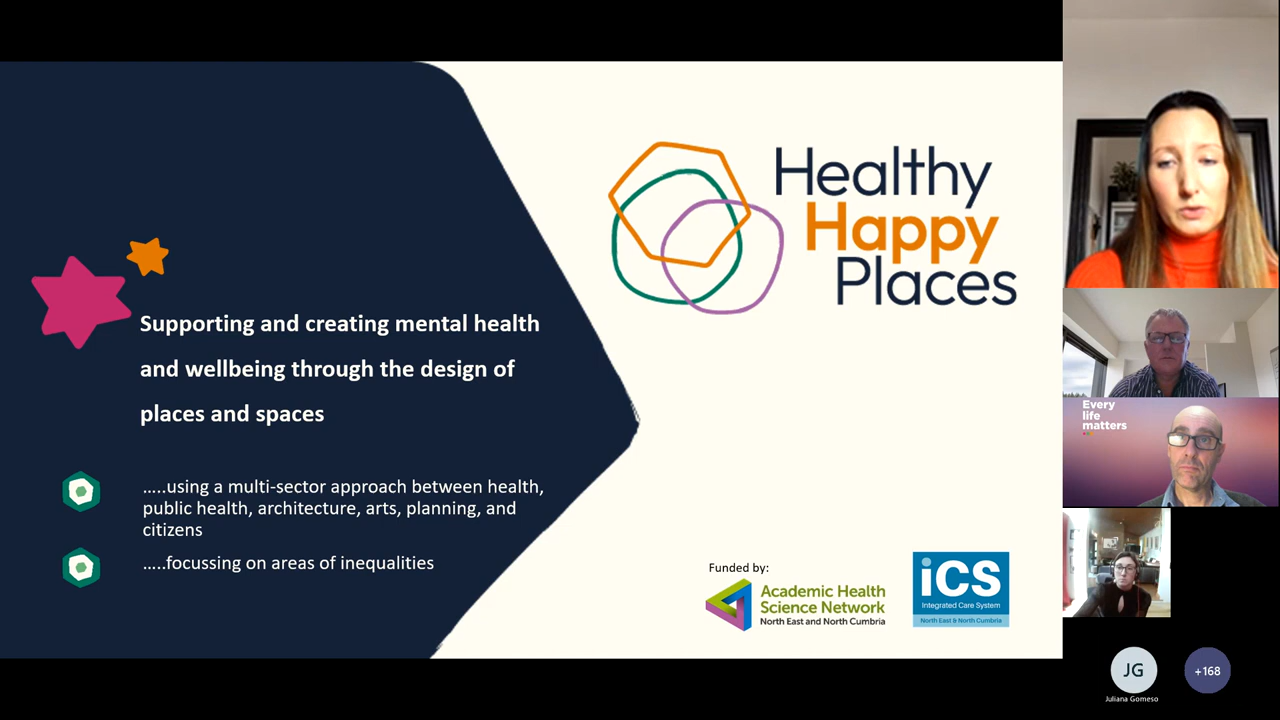 Healthy
Happy
Places
Supporting and creating mental health
and wellbeing through the design of
places and spaces
.....using a multi-sector approach between health,
public health, architecture, arts, planning, and
citizens
.....focussing on areas of inequalities
Funded by:
Academic Health
Science Network
North East and North Cumbria
iCS
Integrated Care System
North East & North Cumbria
Every
life
matters
JG
+168
Juliana Gomeso